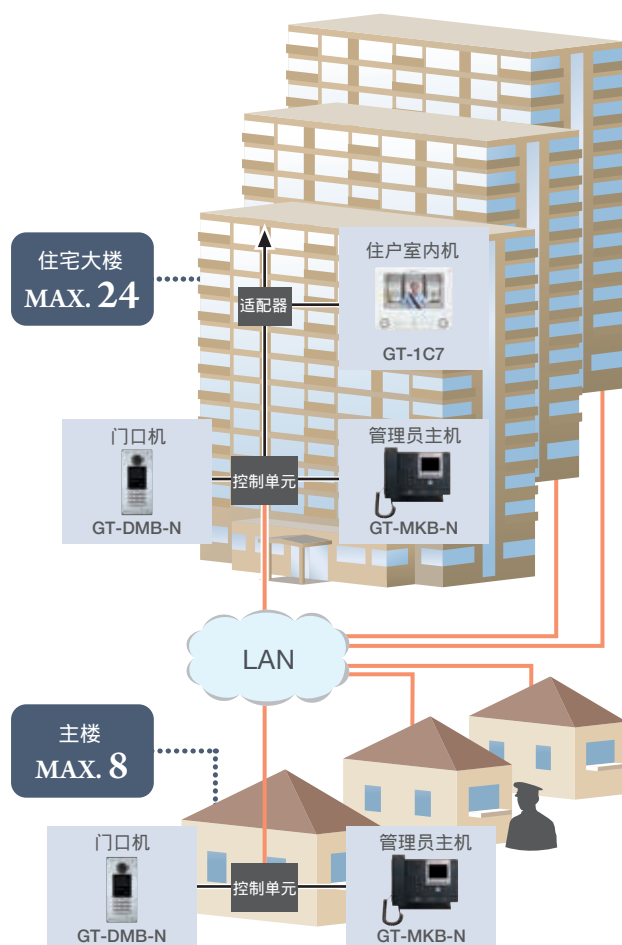 住宅大楼
MAX. 24
住户室内机
适配器
GT-1C7
门口机
GT-DMB-N
控制单元
管理员主机
GT-MKB-N
LAN
主楼
MAX. 8
门口机
GT-DMB-N
控制单元
管理员主机
GT-MKB-N